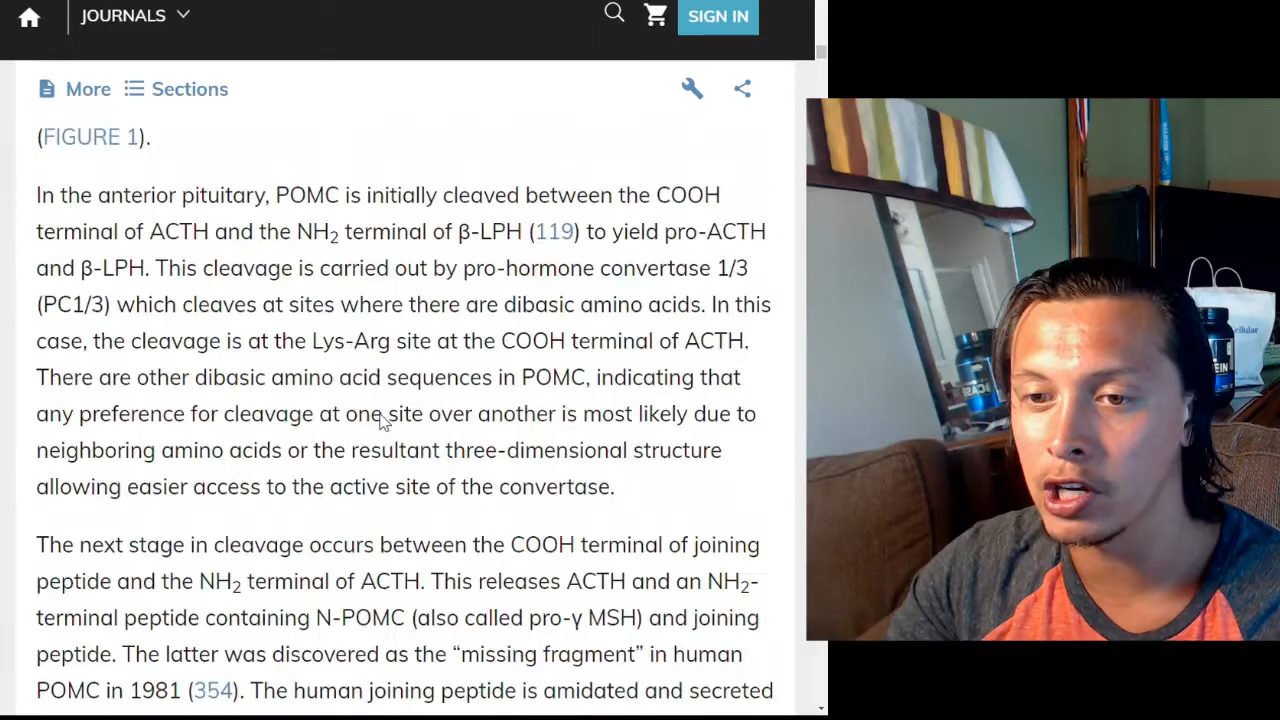 JOURNALS
SIGN IN
More
Sections
(FIGURE 1).
In the anterior pituitary, POMC is initially cleaved between the COOH
terminal of ACTH and the NH2 terminal of β-LPH (119) to yield pro-ACTH
and β-LPH. This cleavage is carried out by pro-hormone convertase 1/3
(PC1/3) which cleaves at sites where there are dibasic amino acids. In this
case, the cleavage is at the Lys-Arg site at the COOH terminal of ACTH.
There are other dibasic amino acid sequences in POMC, indicating that
any preference for cleavage at one site over another is most likely due to
neighboring amino acids or the resultant three-dimensional structure
allowing easier access to the active site of the convertase.
The next stage in cleavage occurs between the COOH terminal of joining
peptide and the NH2 terminal of ACTH. This releases ACTH and an NH2-
terminal peptide containing N-POMC (also called pro-γ MSH) and joining
peptide. The latter was discovered as the “missing fragment” in human
POMC in 1981 (354). The human joining peptide is amidated and secreted